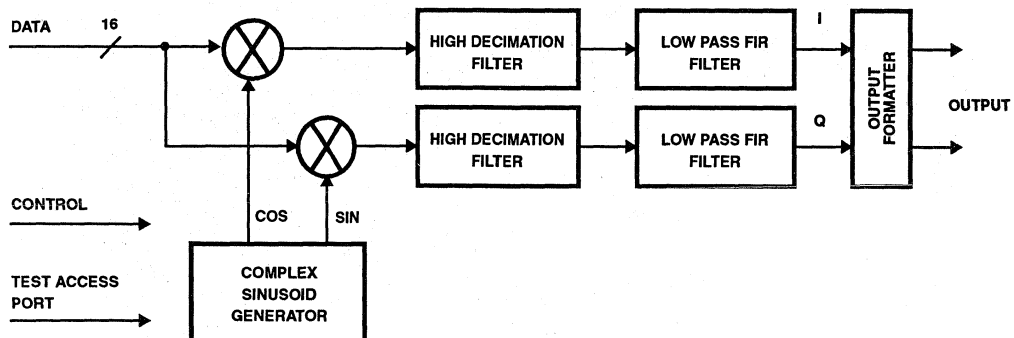 DATA
16
HIGH DECIMATION
FILTER
LOW PASS FIR
FILTER
I
OUTPUT
FORMATTER
OUTPUT
HIGH DECIMATION
FILTER
LOW PASS FIR
FILTER
Q
CONTROL
COS
SIN
TEST ACCESS
PORT
COMPLEX
SINUSOID
GENERATOR